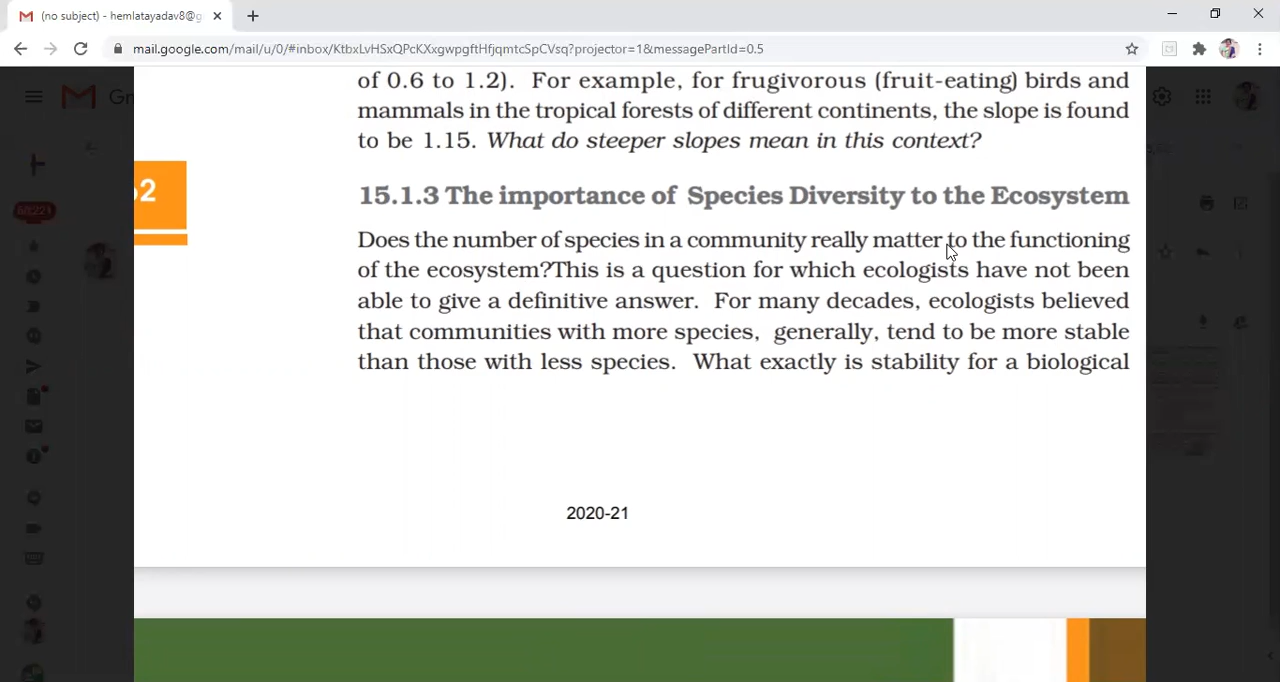 (no subject) - hemlatayadav8@g
mail.google.com/mail/u/0/#inbox/KtbxLvHSxQPcKXxgwpgftHfjqmtcSpCVsq?projector=1&messagePartId=0.5
of 0.6 to 1.2). For example, for frugivorous (fruit-eating) birds and
mammals in the tropical forests of different continents, the slope is found
to be 1.15. What do steeper slopes mean in this context?
15.1.3 The importance of Species Diversity to the Ecosystem
Does the number of species in a community really matter to the functioning
of the ecosystem?This is a question for which ecologists have not been
able to give a definitive answer. For many decades, ecologists believed
that communities with more species, generally, tend to be more stable
than those with less species. What exactly is stability for a biological
2020-21